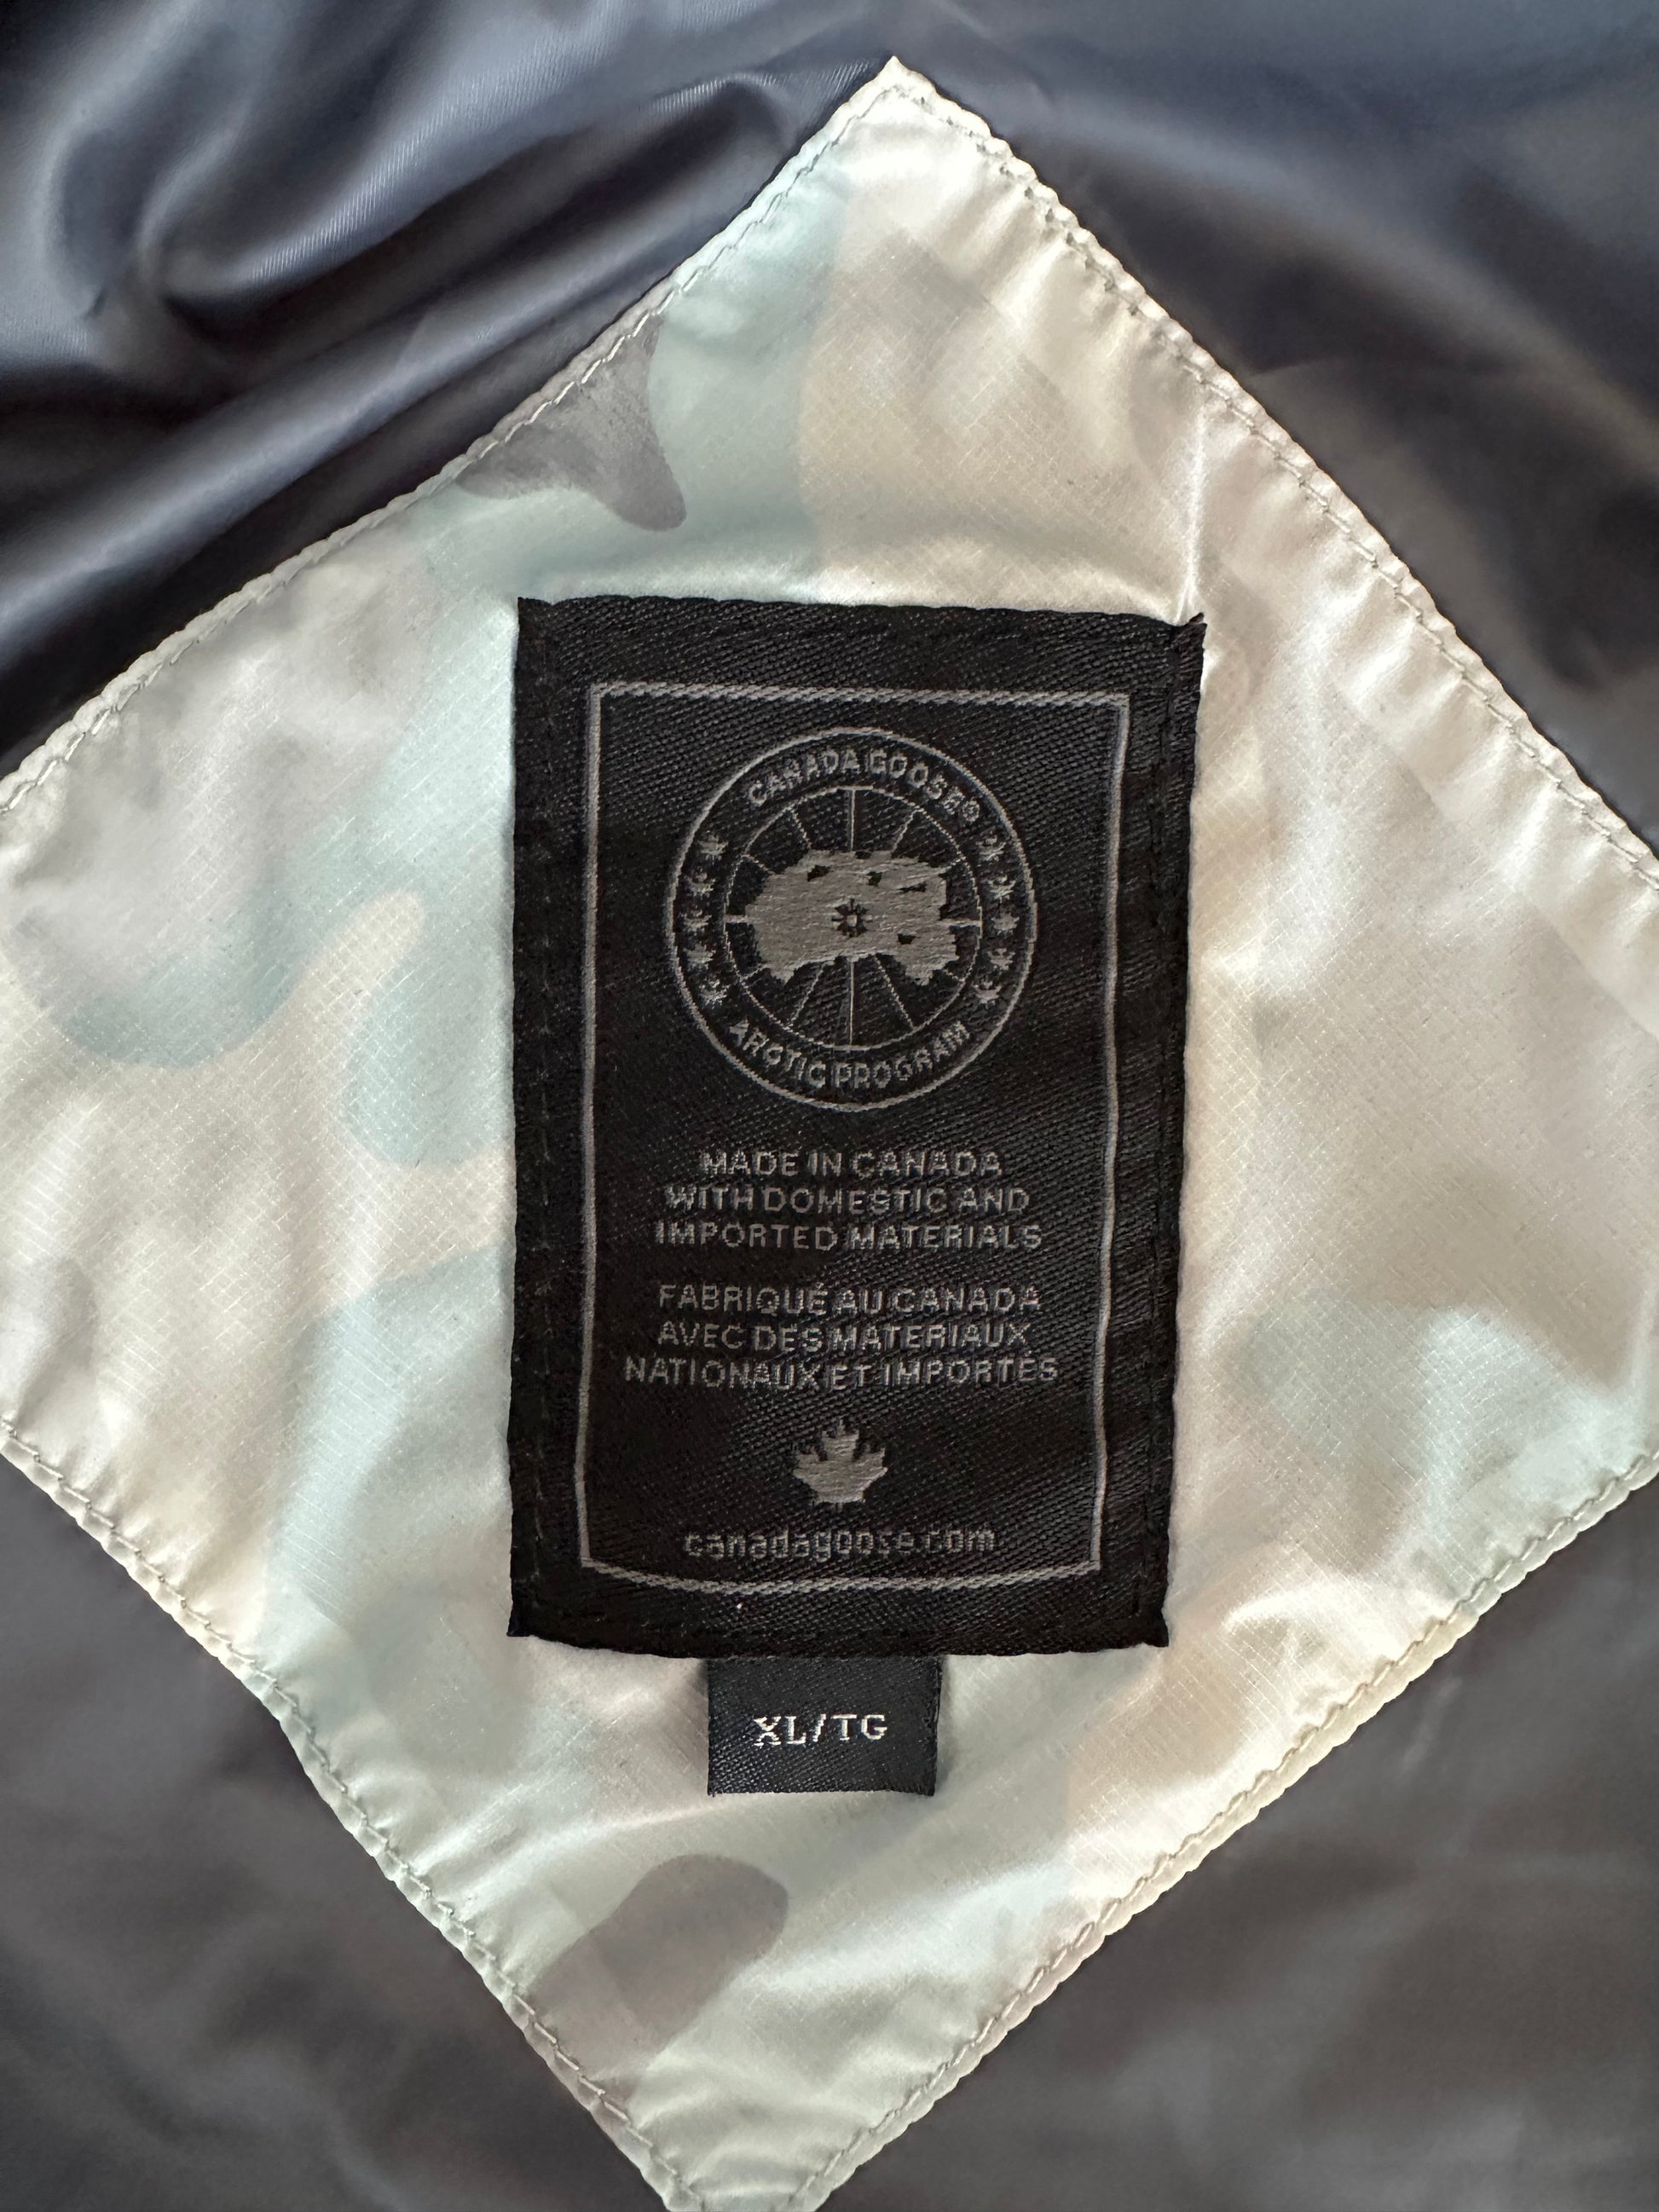 CANADA GOOSE®
ARCTIC PROGRAM
MADE IN CANADA
WITH DOMESTIC AND
IMPORTED MATERIALS
FABRIQUÉ AU CANADA
AVEC DES MATERIAUX
NATIONAUX ET IMPORTÉS
canadagoose.com
XL/TG